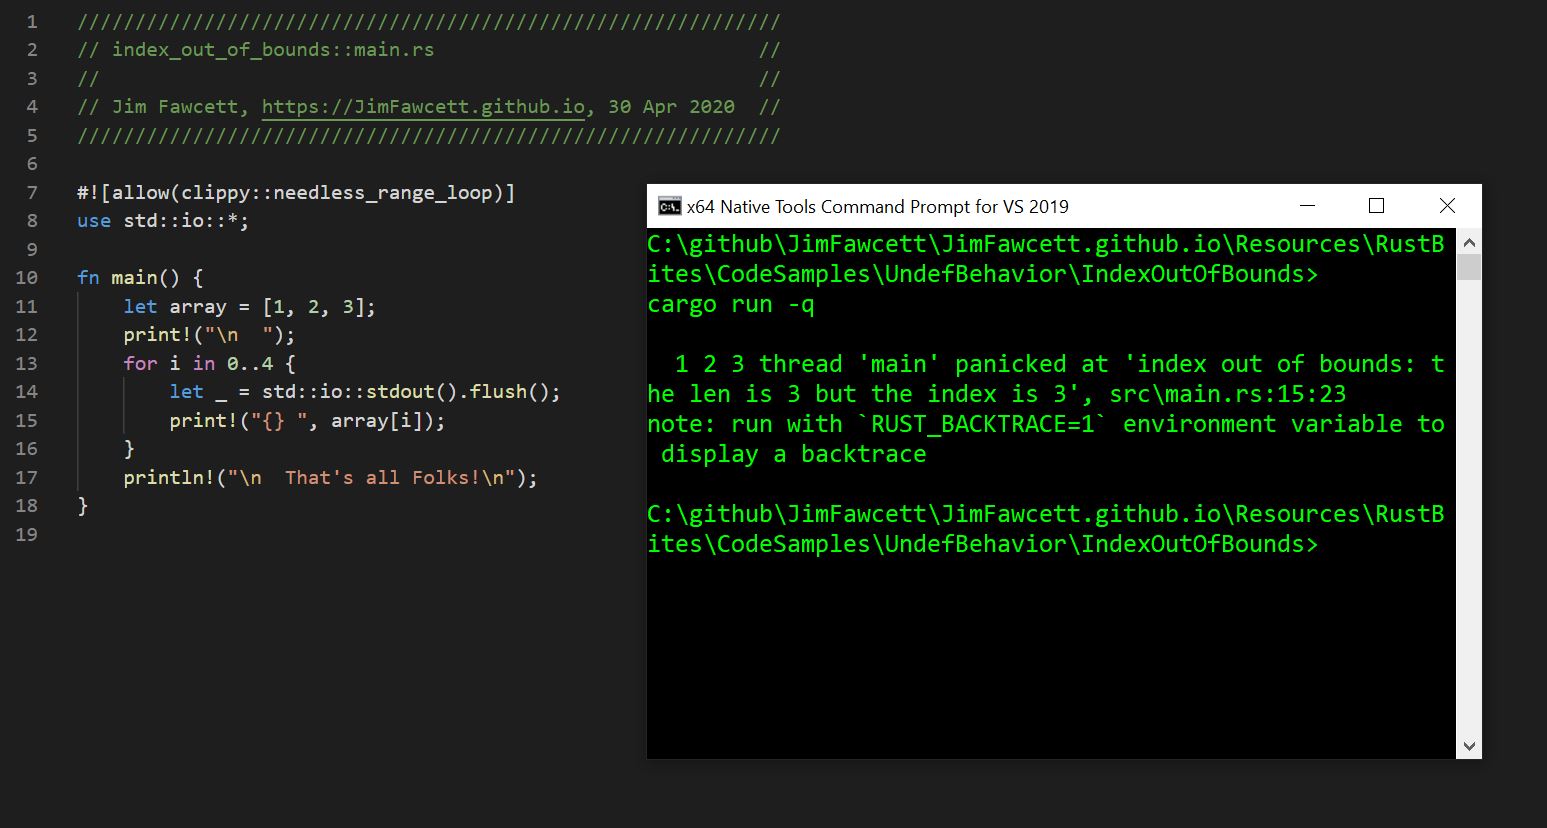 1 /////////////////////////////////////////////////////////////
2 // index_out_of_bounds::main.rs //
3 // //
4 // Jim Fawcett, https://JimFawcett.github.io, 30 Apr 2020 //
5 /////////////////////////////////////////////////////////////
6
7 #![allow(clippy::needless_range_loop)]
8 use std::io::*;
9
10 fn main() {
11     let array = [1, 2, 3];
12     print!("\n  ");
13     for i in 0..4 {
14         let _ = std::io::stdout().flush();
15         print!("{} ", array[i]);
16     }
17     println!("\n  That's all Folks!\n");
18 }
19
x64 Native Tools Command Prompt for VS 2019
C:\github\JimFawcett\JimFawcett.github.io\Resources\RustB
ites\CodeSamples\UndefBehavior\IndexOutOfBounds>
cargo run -q
  1 2 3 thread 'main' panicked at 'index out of bounds: t
he len is 3 but the index is 3', src\main.rs:15:23
note: run with `RUST_BACKTRACE=1` environment variable to
 display a backtrace
C:\github\JimFawcett\JimFawcett.github.io\Resources\RustB
ites\CodeSamples\UndefBehavior\IndexOutOfBounds>